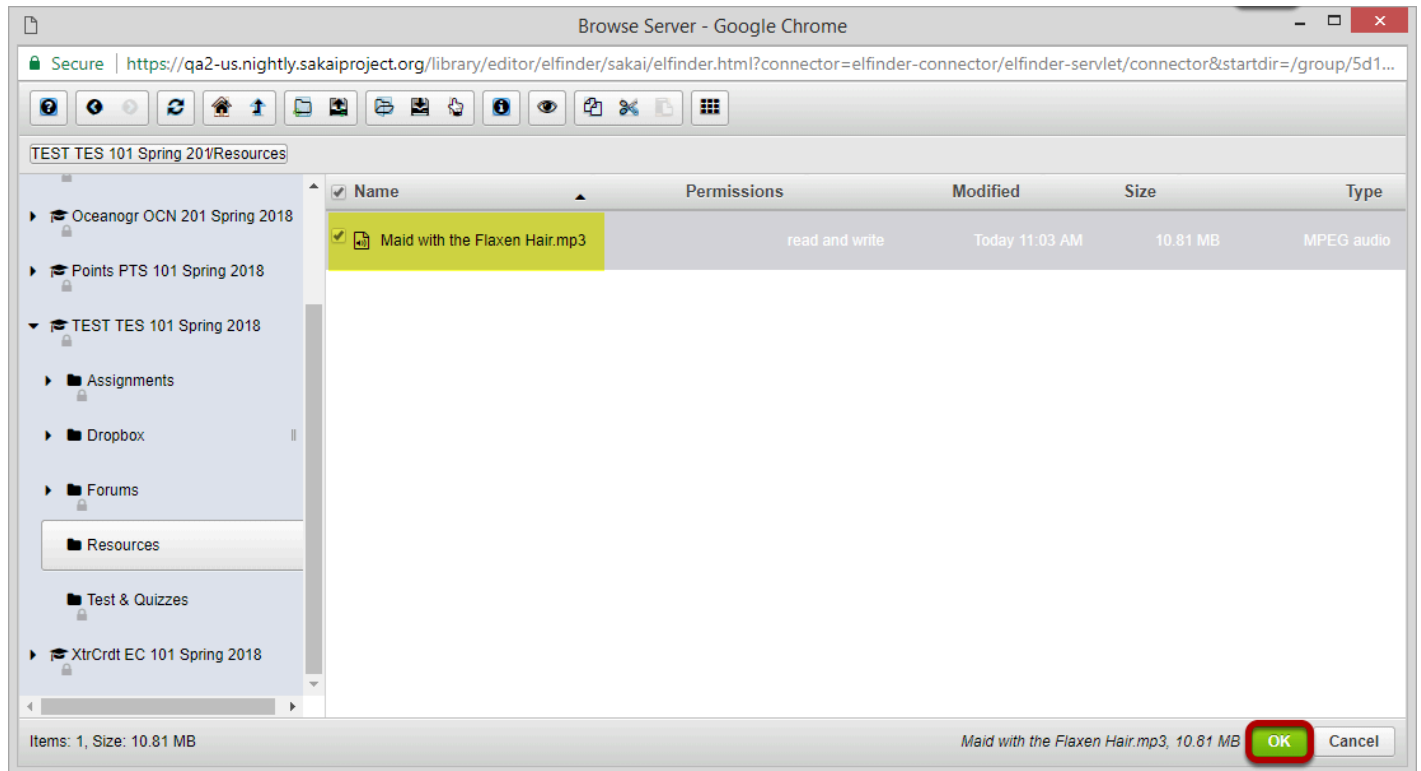 Browse Server - Google Chrome
Secure | https://qa2-us.nightly.sakaiproject.org/library/editor/elfinder/sakai/elfinder.html?connector=elfinder-connector/elfinder-servlet/connector&startdir=/group/5d1...
TEST TES 101 Spring 201/Resources
Name Permissions Modified Size Type
Maid with the Flaxen Hair.mp3 read and write Today 11:03 AM 10.81 MB MPEG audio
Oceanogr OCN 201 Spring 2018
Points PTS 101 Spring 2018
TEST TES 101 Spring 2018
Assignments
Dropbox
Forums
Resources
Test & Quizzes
XtrCrdt EC 101 Spring 2018
Items: 1, Size: 10.81 MB Maid with the Flaxen Hair.mp3, 10.81 MB OK Cancel